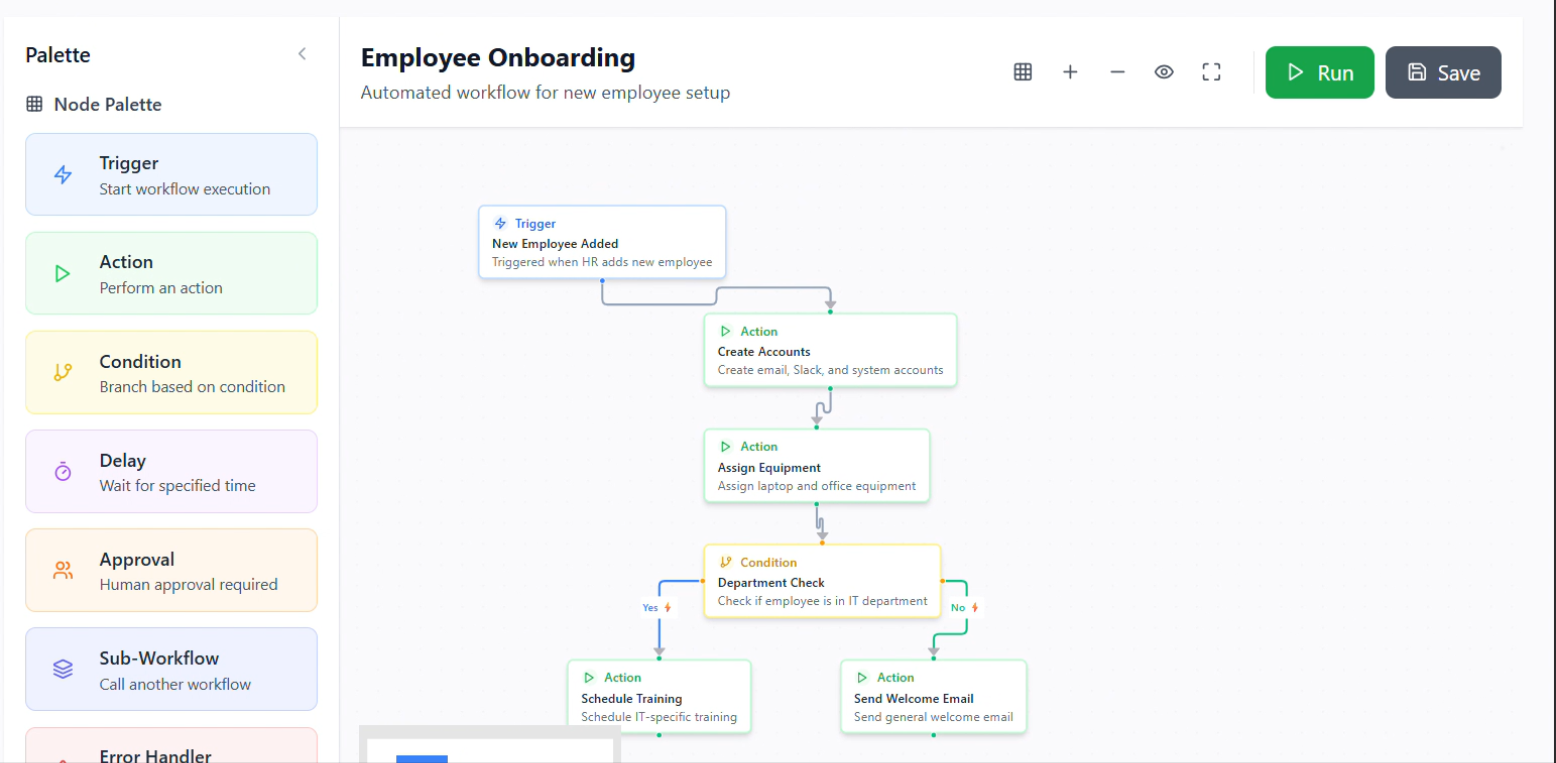 Palette
Node Palette
Trigger
Start workflow execution
Action
Perform an action
Condition
Branch based on condition
Delay
Wait for specified time
Approval
Human approval required
Sub-Workflow
Call another workflow
Error Handler
Employee Onboarding
Automated workflow for new employee setup
Run
Save
Trigger
New Employee Added
Triggered when HR adds new employee
Action
Create Accounts
Create email, Slack, and system accounts
Action
Assign Equipment
Assign laptop and office equipment
Condition
Department Check
Check if employee is in IT department
Yes
No
Action
Schedule Training
Schedule IT-specific training
Action
Send Welcome Email
Send general welcome email